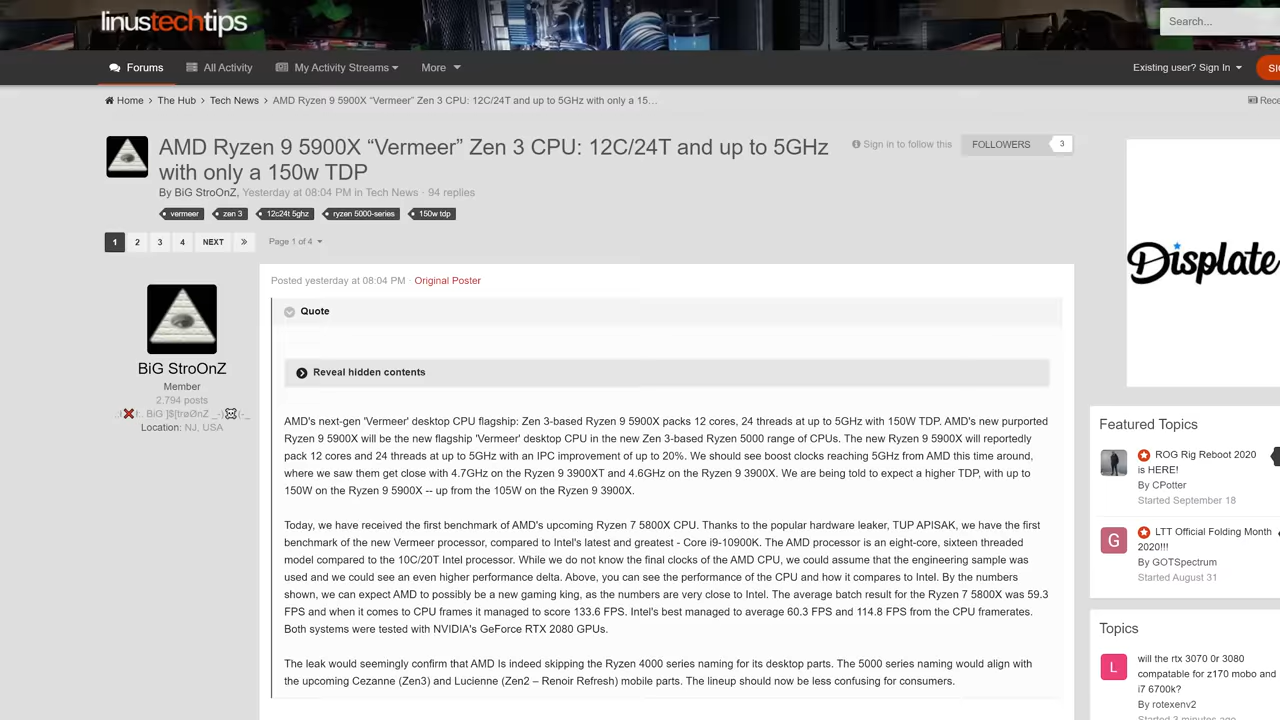 linustechtips
Search...
Forums
All Activity
My Activity Streams
More
Existing user? Sign In
Home > The Hub > Tech News > AMD Ryzen 9 5900X “Vermeer” Zen 3 CPU: 12C/24T and up to 5GHz with only a 15…
AMD Ryzen 9 5900X “Vermeer” Zen 3 CPU: 12C/24T and up to 5GHz
with only a 150w TDP
Sign in to follow this
FOLLOWERS
3
By BiG StroOnZ, Yesterday at 08:04 PM in Tech News · 94 replies
vermeer
zen 3
12c24t 5ghz
ryzen 5000-series
150w tdp
1 2 3 4 NEXT » Page 1 of 4
Displate
Posted yesterday at 08:04 PM · Original Poster
BiG StroOnZ
Member
2,794 posts
Location: NJ, USA
Quote
Reveal hidden contents
AMD's next-gen 'Vermeer' desktop CPU flagship: Zen 3-based Ryzen 9 5900X packs 12 cores, 24 threads at up to 5GHz with 150W TDP. AMD's new purported
Ryzen 9 5900X will be the new flagship 'Vermeer' desktop CPU in the new Zen 3-based Ryzen 5000 range of CPUs. The new Ryzen 9 5900X will reportedly
pack 12 cores and 24 threads at up to 5GHz with an IPC improvement of up to 20%. We should see boost clocks reaching 5GHz from AMD this time around,
where we saw them get close with 4.7GHz on the Ryzen 9 3900XT and 4.6GHz on the Ryzen 9 3900X. We are being told to expect a higher TDP, with up to
150W on the Ryzen 9 5900X -- up from the 105W on the Ryzen 9 3900X.
Today, we have received the first benchmark of AMD's upcoming Ryzen 7 5800X CPU. Thanks to the popular hardware leaker, TUP APISAK, we have the first
benchmark of the new Vermeer processor, compared to Intel's latest and greatest - Core i9-10900K. The AMD processor is an eight-core, sixteen threaded
model compared to the 10C/20T Intel processor. While we do not know the final clocks of the AMD CPU, we could assume that the engineering sample was
used and we could see an even higher performance delta. Above, you can see the performance of the CPU and how it compares to Intel. By the numbers
shown, we can expect AMD to possibly be a new gaming king, as the numbers are very close to Intel. The average batch result for the Ryzen 7 5800X was 59.3
FPS and when it comes to CPU frames it managed to score 133.6 FPS. Intel's best managed to average 60.3 FPS and 114.8 FPS from the CPU framerates.
Both systems were tested with NVIDIA's GeForce RTX 2080 GPUs.
The leak would seemingly confirm that AMD Is indeed skipping the Ryzen 4000 series naming for its desktop parts. The 5000 series naming would align with
the upcoming Cezanne (Zen3) and Lucienne (Zen2 – Renoir Refresh) mobile parts. The lineup should now be less confusing for consumers.
Featured Topics
ROG Rig Reboot 2020
is HERE!
By CPotter
Started September 18
G
LTT Official Folding Month
2020!!!
By GOTSpectrum
Started August 31
Topics
L
will the rtx 3070 0r 3080
compatable for z170 mobo and
i7 6700k?
By rotexenv2
Started 3 minutes ago